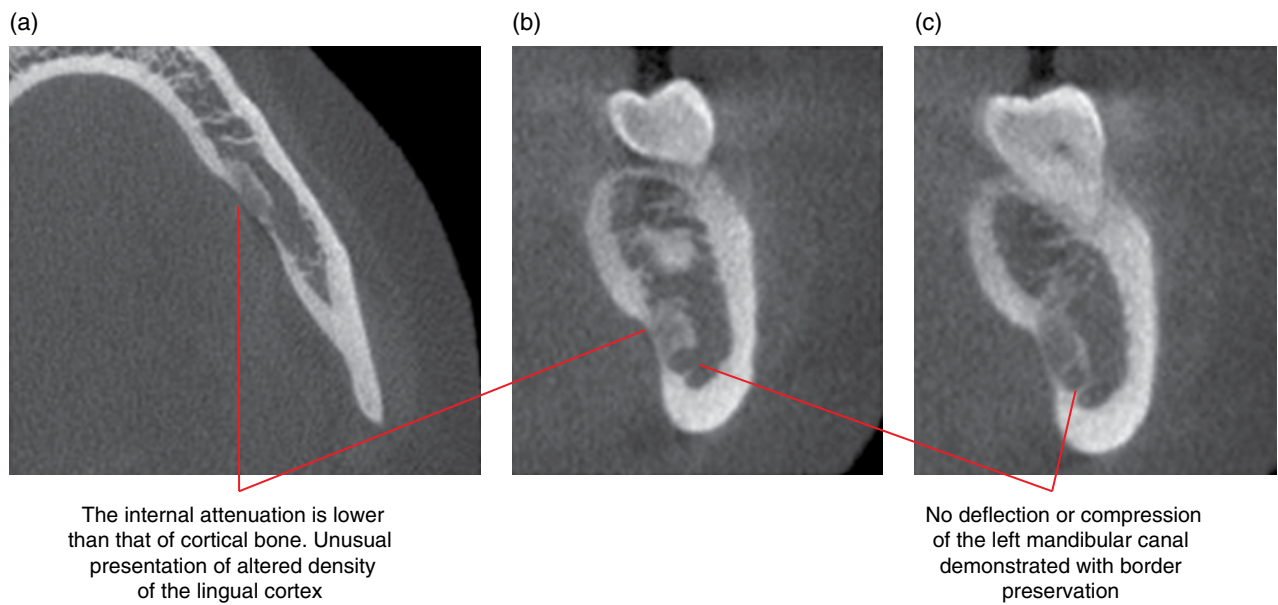 (a)
(b)
(c)
The internal attenuation is lower
than that of cortical bone. Unusual
presentation of altered density
of the lingual cortex
No deflection or compression
of the left mandibular canal
demonstrated with border
preservation